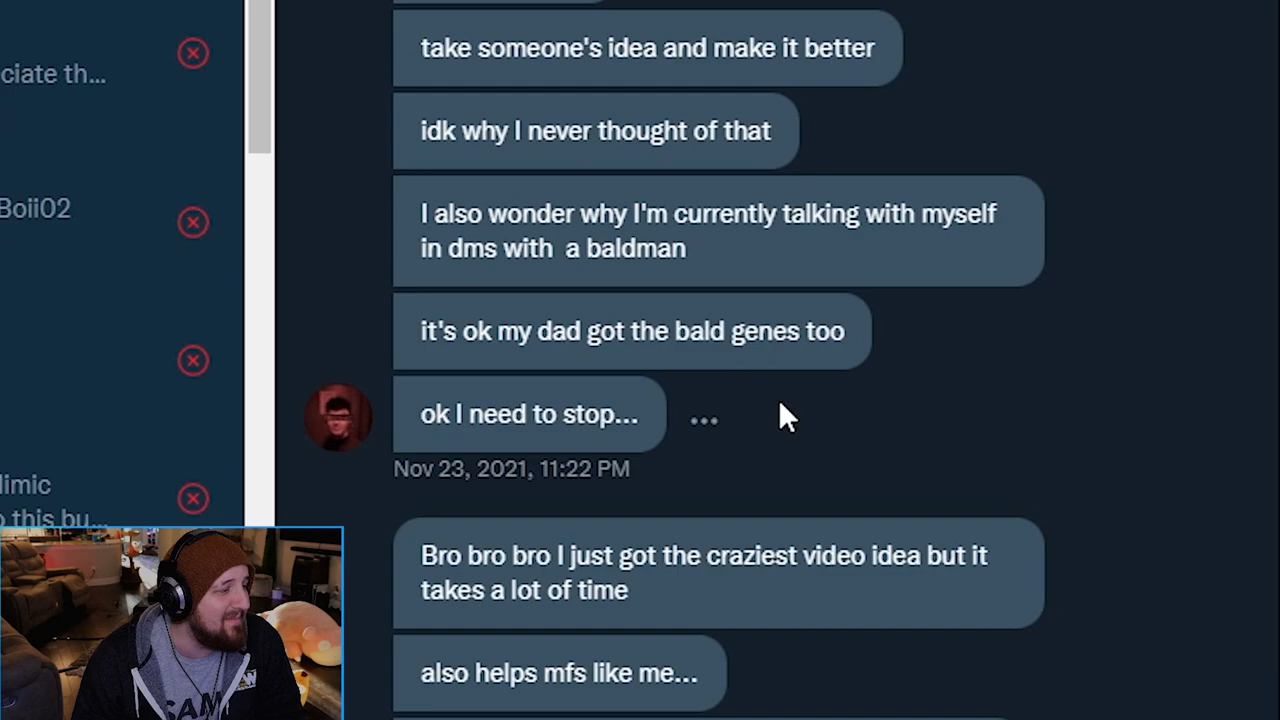 take someone's idea and make it better
ciate th...
idk why I never thought of that
Boii02
I also wonder why I'm currently talking with myself
in dms with  a baldman
it's ok my dad got the bald genes too
ok I need to stop...
Nov 23, 2021, 11:22 PM
limic
this bu...
Bro bro bro I just got the craziest video idea but it
takes a lot of time
also helps mfs like me...
SAM